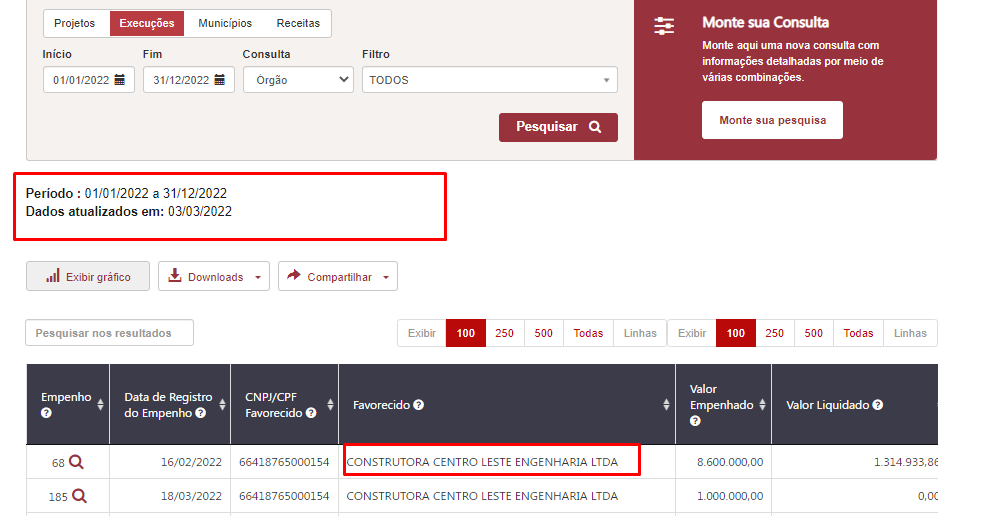 Projetos Execuções Municípios Receitas
Início Fim Consulta Filtro
01/01/2022 31/12/2022 Órgão TODOS
Pesquisar
Monte sua Consulta
Monte aqui uma nova consulta com
informações detalhadas por meio de
várias combinações.
Monte sua pesquisa
Período : 01/01/2022 a 31/12/2022
Dados atualizados em: 03/03/2022
Exibir gráfico Downloads Compartilhar
Pesquisar nos resultados Exibir 100 250 500 Todas Linhas Exibir 100 250 500 Todas Linhas
Empenho
Data de Registro
do Empenho
CNPJ/CPF
Favorecido
Favorecido
Valor
Empenhado
Valor Liquidado
68 16/02/2022 66418765000154 CONSTRUTORA CENTRO LESTE ENGENHARIA LTDA 8.600.000,00 1.314.933,86
185 18/03/2022 66418765000154 CONSTRUTORA CENTRO LESTE ENGENHARIA LTDA 1.000.000,00 0,00